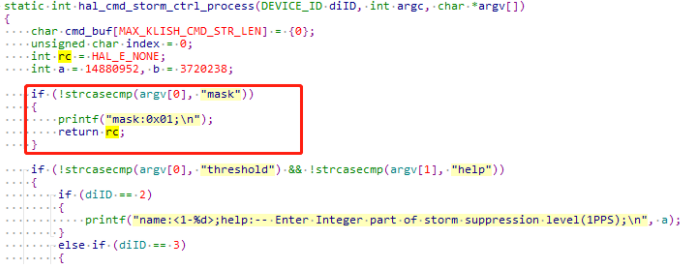 static int hal_cmd_storm_ctrl_process(DEVICE_ID diID, int argc, char *argv[])
{
    char cmd_buf[MAX_KLISH_CMD_STR_LEN] = {0};
    unsigned char index = 0;
    int rc = HAL_E_NONE;
    int a = 14880952, b = 3720238;

    if (!strcasecmp(argv[0], "mask"))
    {
        printf("mask:0x01;\n");
        return rc;
    }

    if (!strcasecmp(argv[0], "threshold") && !strcasecmp(argv[1], "help"))
    {
        if (diID == 2)
        {
            printf("name:<1-%d>;help:-- Enter Integer part of storm suppression level(1PPS);\n", a);
        }
        else if (diID == 3)
        {